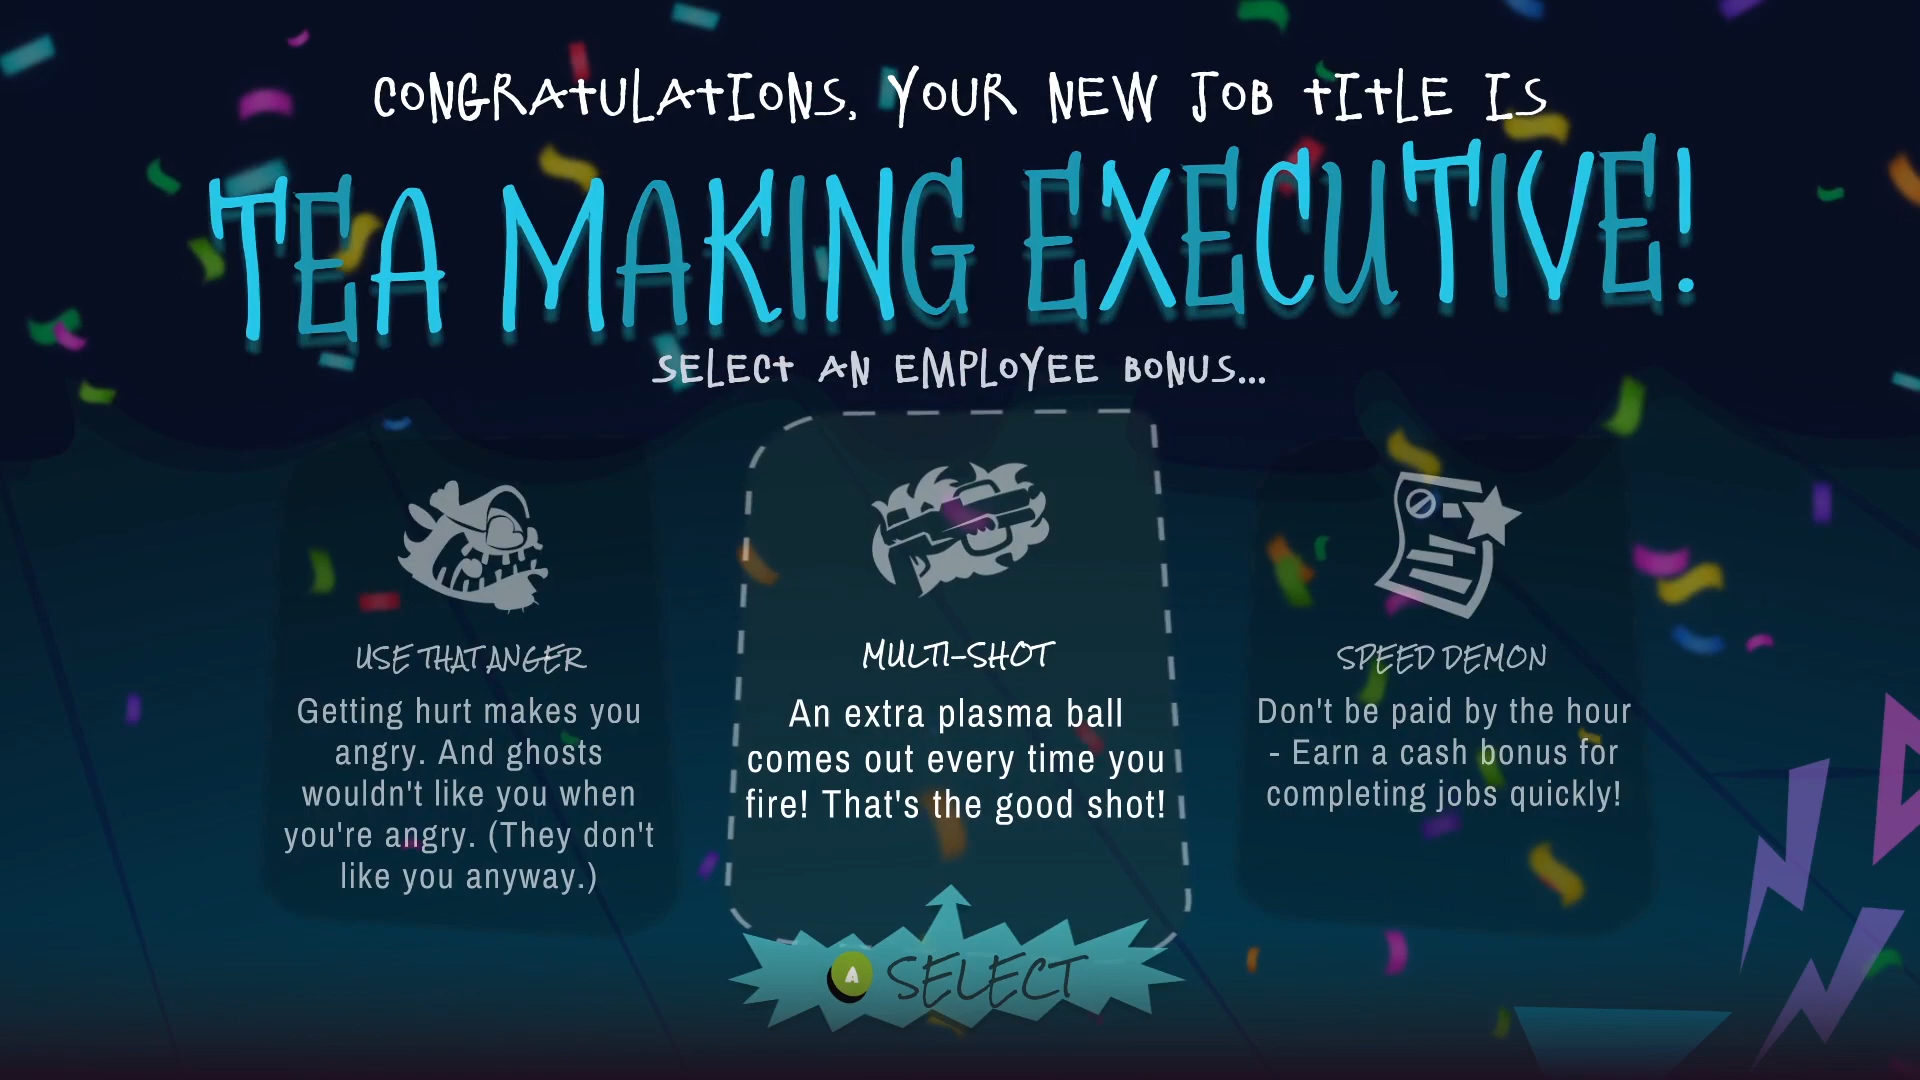 CONGRATULATIONS, YOUR NEW JOB TITLE IS
TEA MAKING EXECUTIVE!
SELECT AN EMPLOYEE BONUS...
USE THAT ANGER
Getting hurt makes you
angry. And ghosts
wouldn't like you when
you're angry. (They don't
like you anyway.)
MULTI-SHOT
An extra plasma ball
comes out every time you
fire! That's the good shot!
SPEED DEMON
Don't be paid by the hour
- Earn a cash bonus for
completing jobs quickly!
A SELECT